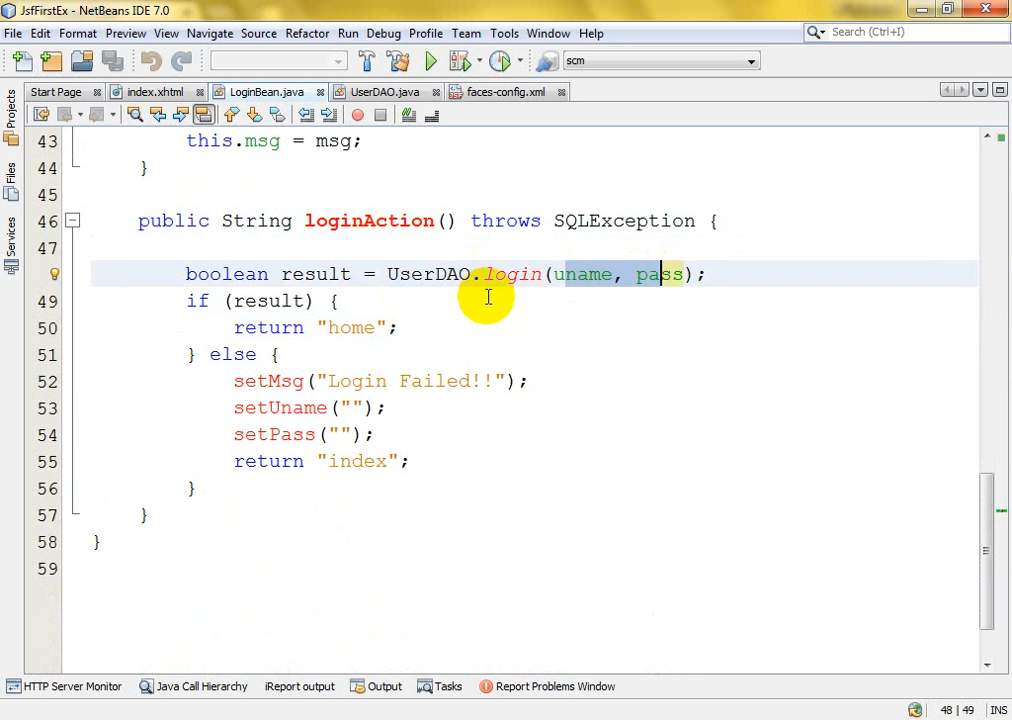 JsfFirstEx - NetBeans IDE 7.0
File Edit Format Preview View Navigate Source Refactor Run Debug Profile Team Tools Window Help
Search (Ctrl+I)
scm
Start Page index.xhtml LoginBean.java UserDAO.java faces-config.xml
Projects
Files
Services
43 this.msg = msg;
44 }
45
46 public String loginAction() throws SQLException {
47
boolean result = UserDAO.login(uname, pass);
49 if (result) {
50 return "home";
51 } else {
52 setMsg("Login Failed!!");
53 setUname("");
54 setPass("");
55 return "index";
56 }
57 }
58 }
59
HTTP Server Monitor Java Call Hierarchy iReport output Output Tasks Report Problems Window
48 | 49 INS